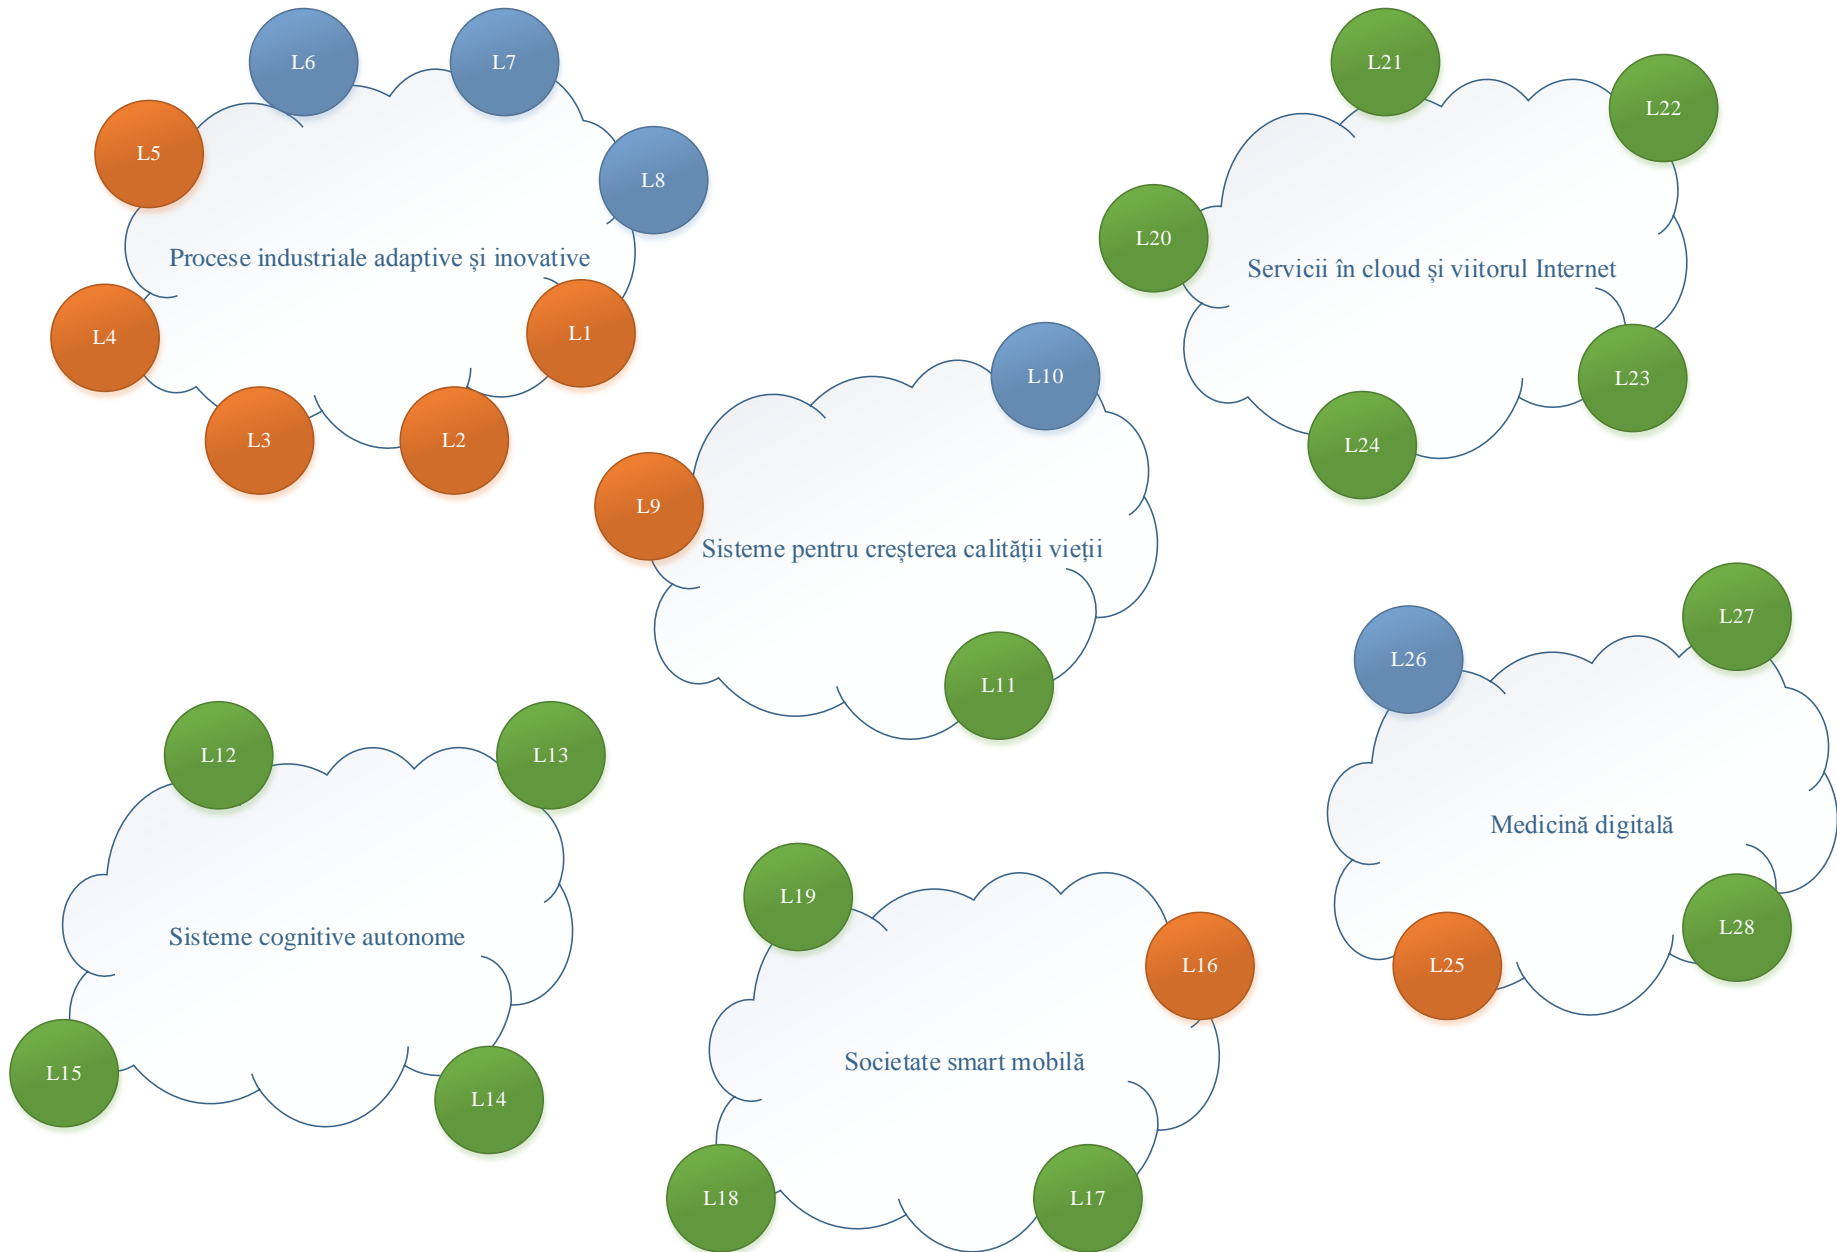 L6
L7
L5
L8
Procese industriale adaptive și inovative
L4
L1
L3
L2
L21
L22
L20
Servicii în cloud și viitorul Internet
L23
L24
L10
L9
Sisteme pentru creșterea calității vieții
L11
L27
L26
Medicină digitală
L28
L25
L12
L13
Sisteme cognitive autonome
L15
L14
L19
L16
Societate smart mobilă
L18
L17